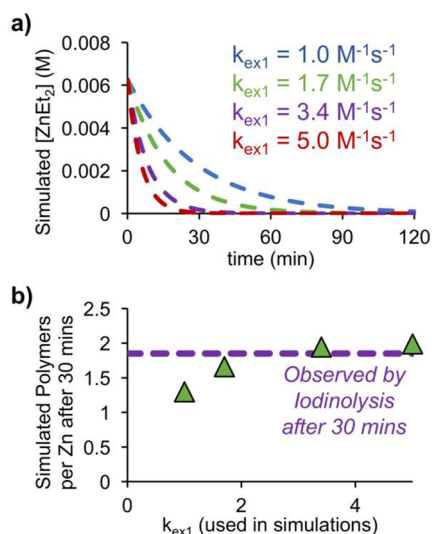 a)
Simulated [ZnEt₂] (M)
0.008
0.006
0.004
0.002
0
0 30 60 90 120
time (min)
k_ex1 = 1.0 M⁻¹s⁻¹
k_ex1 = 1.7 M⁻¹s⁻¹
k_ex1 = 3.4 M⁻¹s⁻¹
k_ex1 = 5.0 M⁻¹s⁻¹
b)
Simulated Polymers
per Zn after 30 mins
2.5
2
1.5
1
0.5
0
Observed by
Iodinolysis
after 30 mins
0 2 4
k_ex1 (used in simulations)